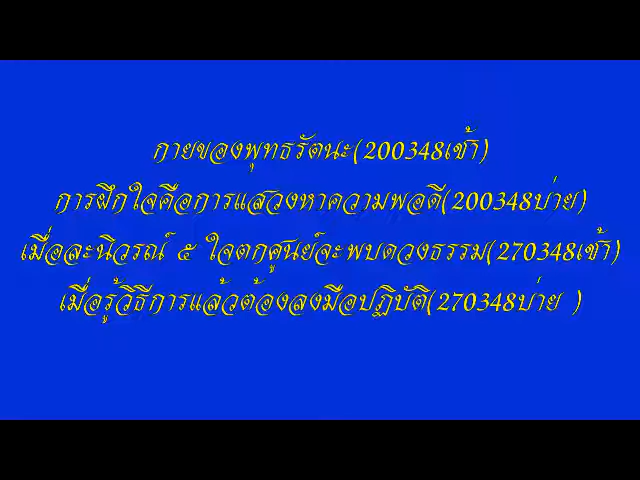 กายของพุทธรัตนะ(200348เช้า)
การฝึกใจคือการแสวงหาความพอดี(200348บ่าย)
เมื่อละนิวรณ์ ๕ ใจตกศูนย์จะพบดวงธรรม(270348เช้า)
เมื่อรู้วิธีการแล้วต้องลงมือปฏิบัติ(270348บ่าย )